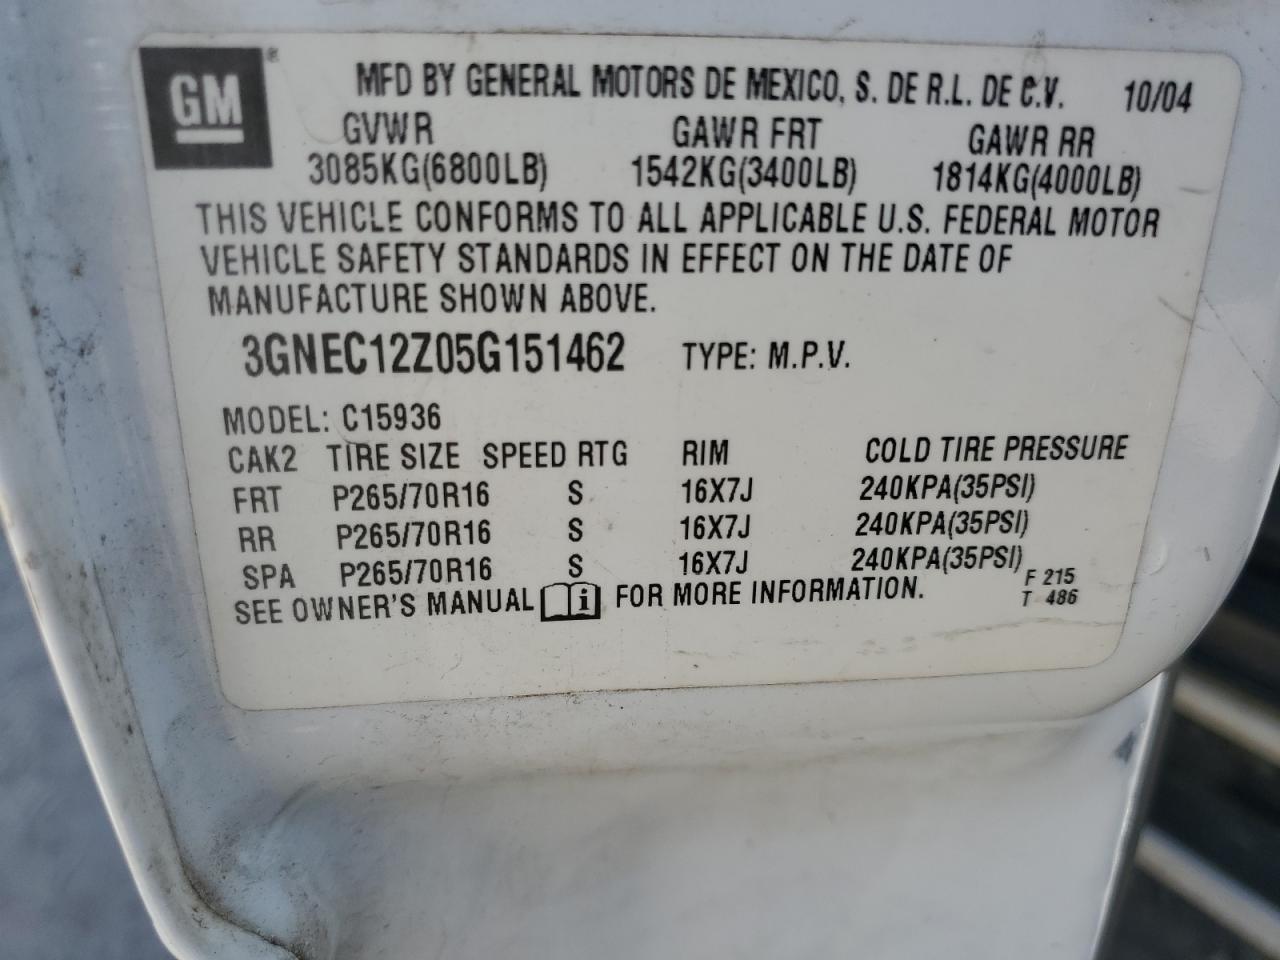 GM®
MFD BY GENERAL MOTORS DE MEXICO, S. DE R.L. DE C.V. 10/04
GVWR GAWR FRT GAWR RR
3085KG(6800LB) 1542KG(3400LB) 1814KG(4000LB)
THIS VEHICLE CONFORMS TO ALL APPLICABLE U.S. FEDERAL MOTOR
VEHICLE SAFETY STANDARDS IN EFFECT ON THE DATE OF
MANUFACTURE SHOWN ABOVE.
3GNEC12Z05G151462 TYPE: M.P.V.
MODEL: C15936
CAK2 TIRE SIZE SPEED RTG RIM COLD TIRE PRESSURE
FRT P265/70R16 S 16X7J 240KPA(35PSI)
RR P265/70R16 S 16X7J 240KPA(35PSI)
SPA P265/70R16 S 16X7J 240KPA(35PSI)
SEE OWNER'S MANUAL i FOR MORE INFORMATION.
F 215
T 486